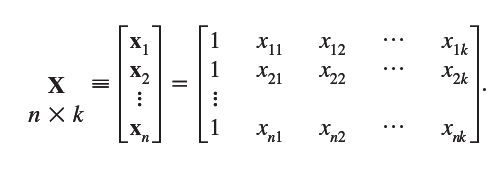 X ≡ [x₁ x₂ ⋮ xₙ] = [1 x₁₁ x₁₂ ⋯ x₁ₖ
1 x₂₁ x₂₂ ⋯ x₂ₖ
⋮
1 xₙ₁ xₙ₂ ⋯ xₙₖ].
n × k